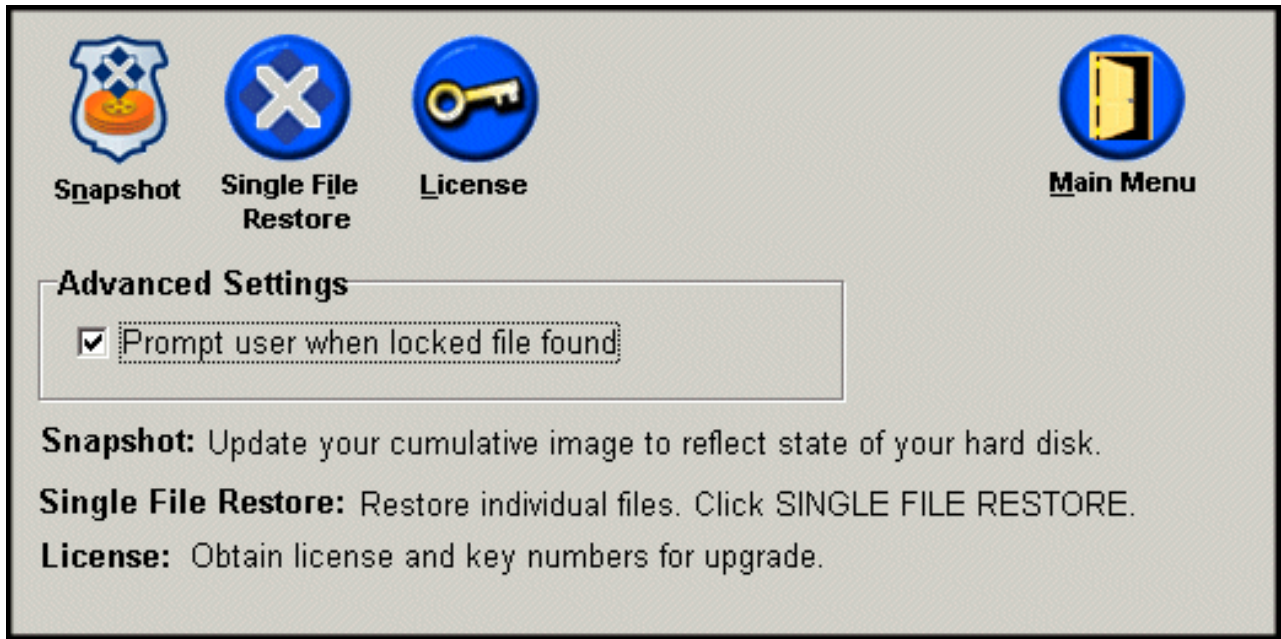 Snapshot
Single File
Restore
License
Main Menu
Advanced Settings
Prompt user when locked file found
Snapshot: Update your cumulative image to reflect state of your hard disk.
Single File Restore: Restore individual files. Click SINGLE FILE RESTORE.
License: Obtain license and key numbers for upgrade.